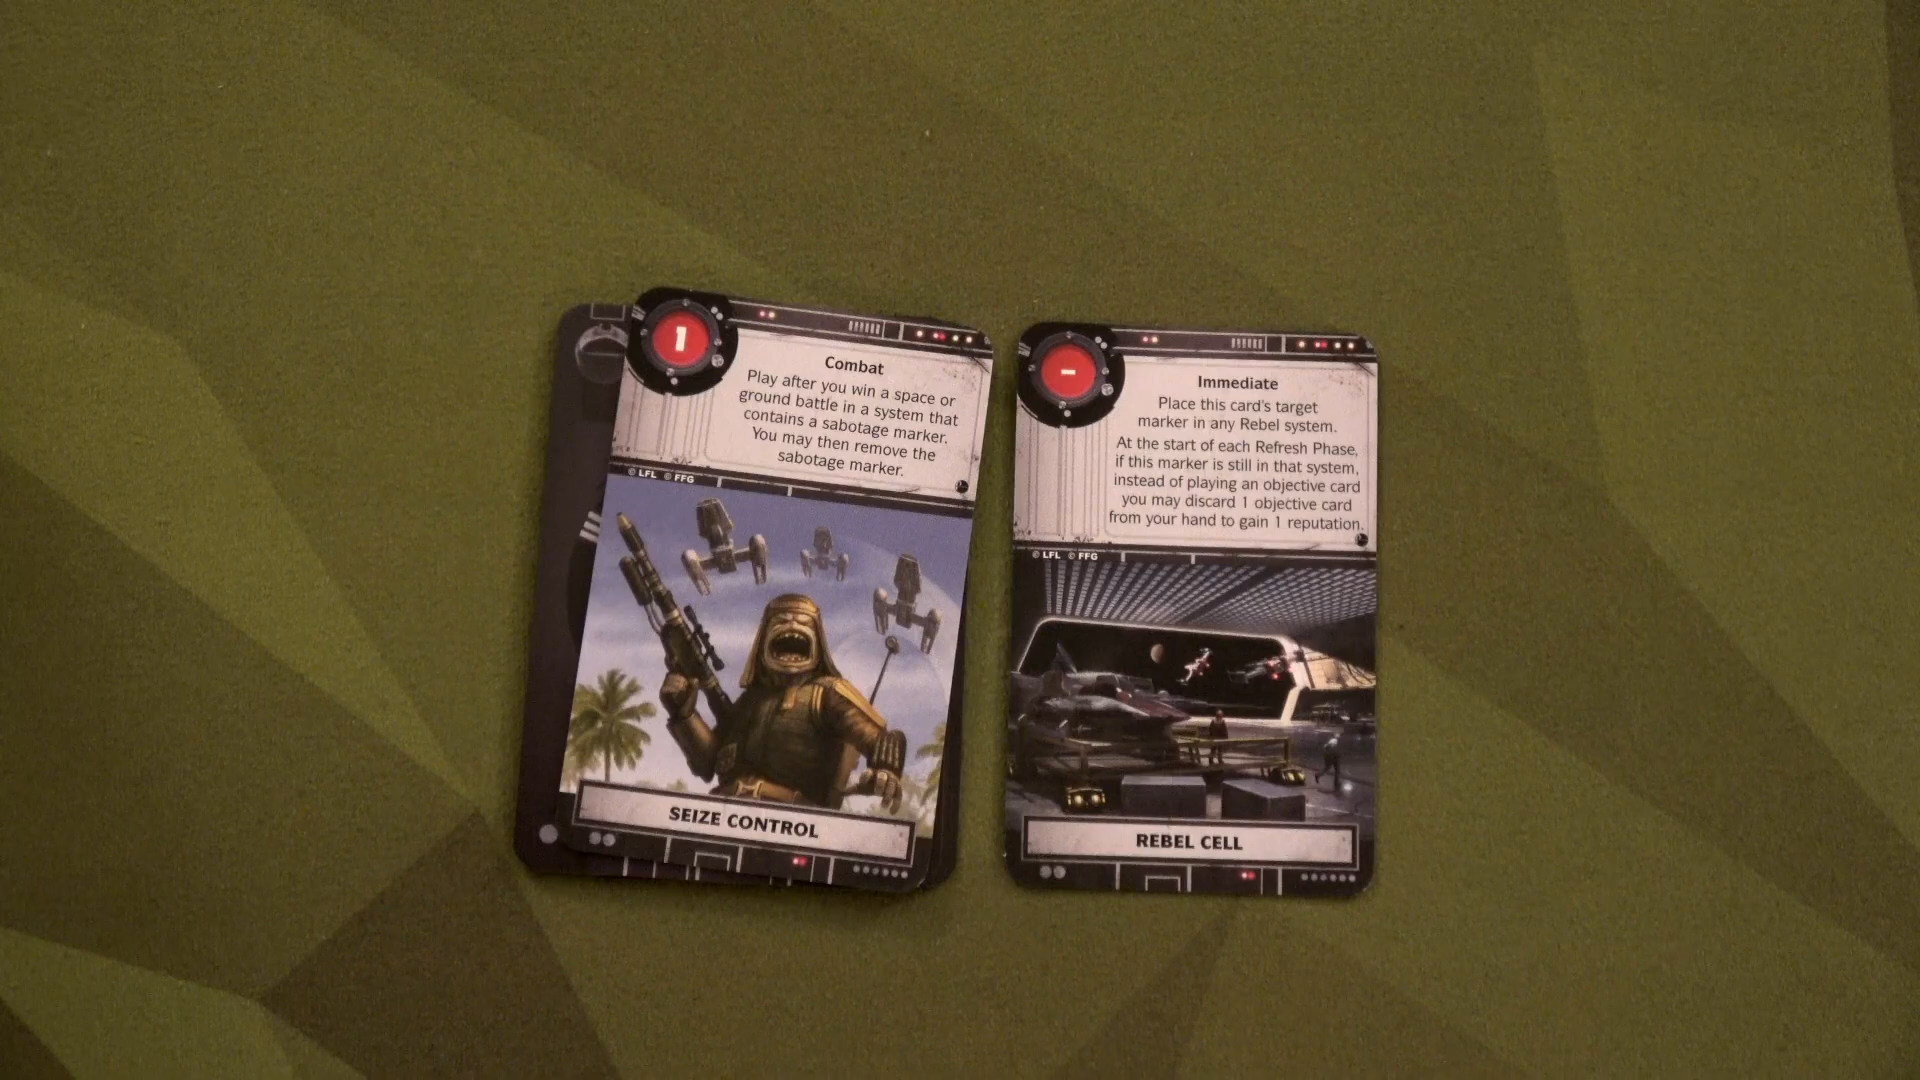 1
Combat
Play after you win a space or
ground battle in a system that
contains a sabotage marker.
You may then remove the
sabotage marker.
© LFL © FFG
SEIZE CONTROL
-
Immediate
Place this card's target
marker in any Rebel system.
At the start of each Refresh Phase,
if this marker is still in that system,
instead of playing an objective card
you may discard 1 objective card
from your hand to gain 1 reputation.
© LFL © FFG
REBEL CELL